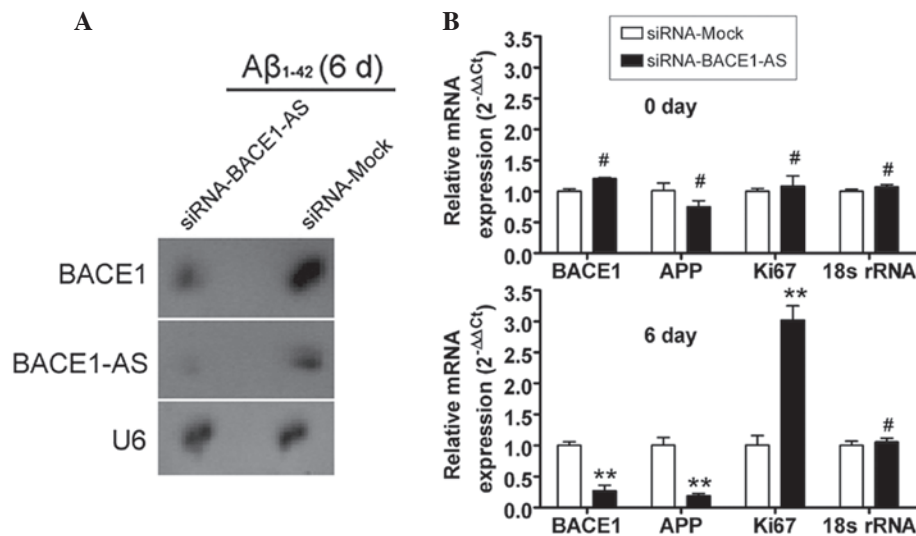 A
Aβ1-42 (6 d)
siRNA-BACE1-AS
siRNA-Mock
BACE1
BACE1-AS
U6
B
siRNA-Mock
siRNA-BACE1-AS
Relative mRNA
expression (2-ΔΔCt)
3.5
3.0
2.5
2.0
1.5
1.0
0.5
0.0
0 day
#
#
#
#
BACE1
APP
Ki67
18s rRNA
Relative mRNA
expression (2-ΔΔCt)
3.5
3.0
2.5
2.0
1.5
1.0
0.5
0.0
6 day
**
**
**
#
BACE1
APP
Ki67
18s rRNA